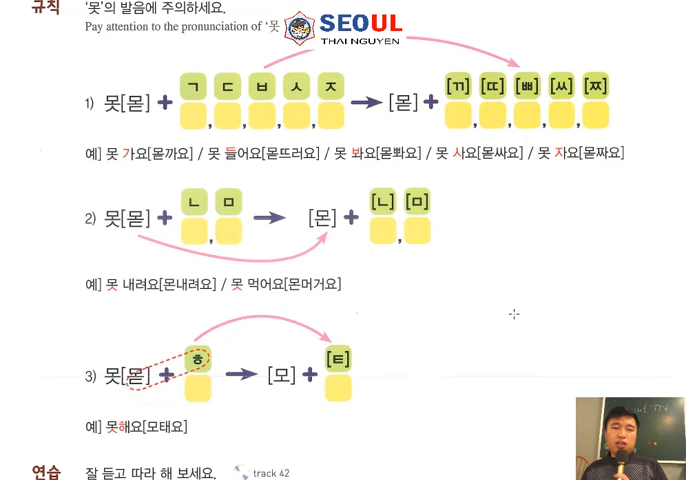 규칙
'못'의 발음에 주의하세요.
Pay attention to the pronunciation of '못
SEOUL
THAI NGUYEN
1) 못[몯] + ㄱ, ㄷ, ㅂ, ㅅ, ㅈ → [몯] + [ㄲ], [ㄸ], [ㅃ], [ㅆ], [ㅉ]
예] 못 가요[몯까요] / 못 들어요[몯뜨러요] / 못 봐요[몯뽜요] / 못 사요[몯싸요] / 못 자요[몯짜요]
2) 못[몯] + ㄴ, ㅁ → [몬] + [ㄴ], [ㅁ]
예] 못 내려요[몬내려요] / 못 먹어요[몬머거요]
3) 못[몯] + ㅎ → [모] + [ㅌ]
예] 못해요[모태요]
연습
잘 듣고 따라 해 보세요.
track 42